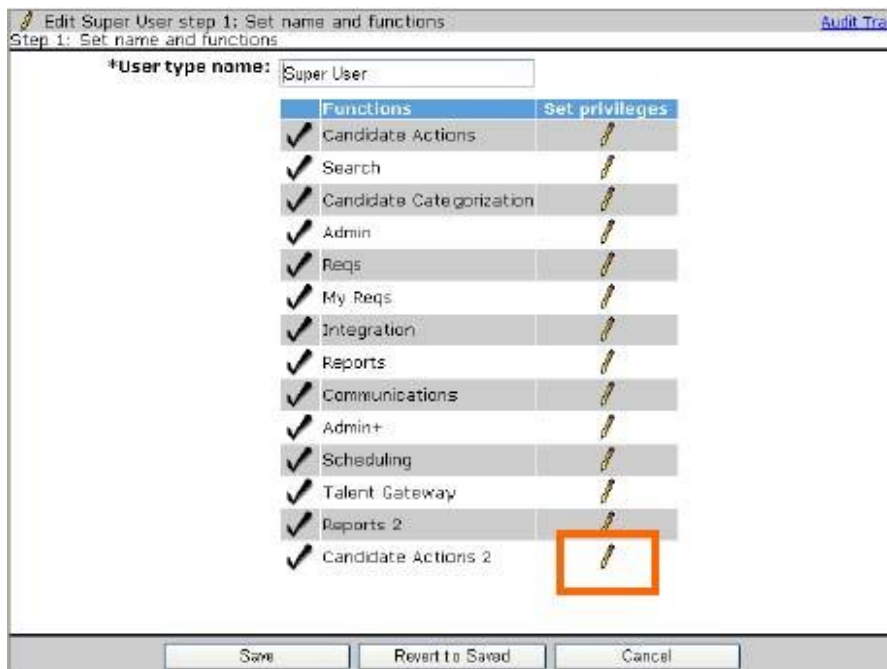 Edit Super User step 1: Set name and functions
Audit Tra
Step 1: Set name and functions
*User type name: Super User
Functions Set privileges
Candidate Actions
Search
Candidate Categorization
Admin
Reqs
My Reqs
Integration
Reports
Communications
Admin+
Scheduling
Talent Gateway
Reports 2
Candidate Actions 2
Save Revert to Saved Cancel